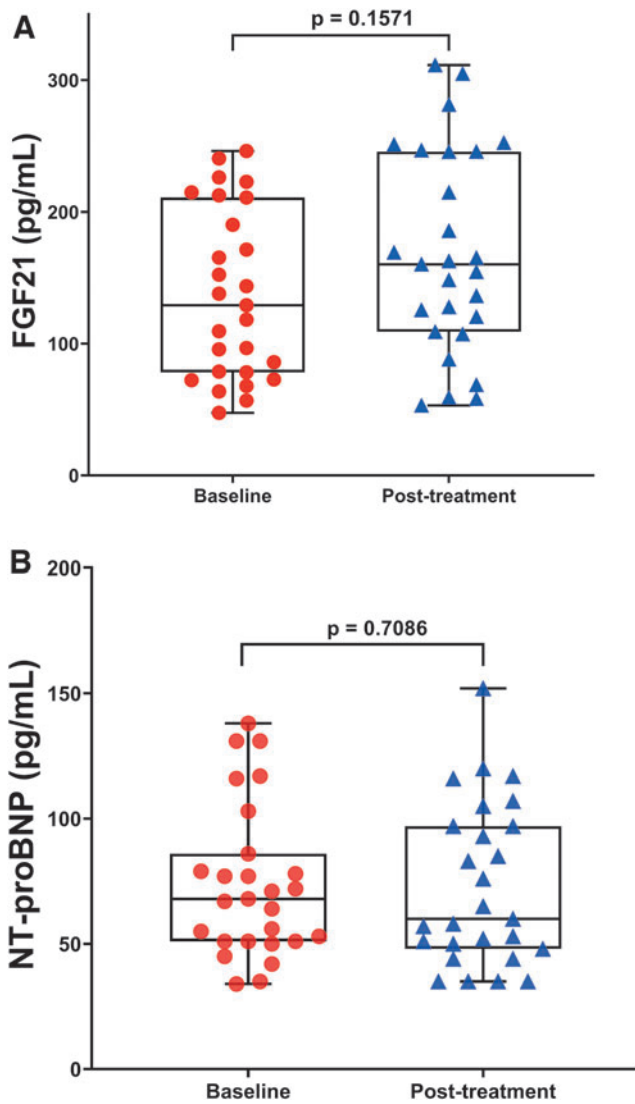 A
p = 0.1571
FGF21 (pg/mL)
300
200
100
0
Baseline Post-treatment
B
200
p = 0.7086
NT-proBNP (pg/mL)
150
100
50
0
Baseline Post-treatment